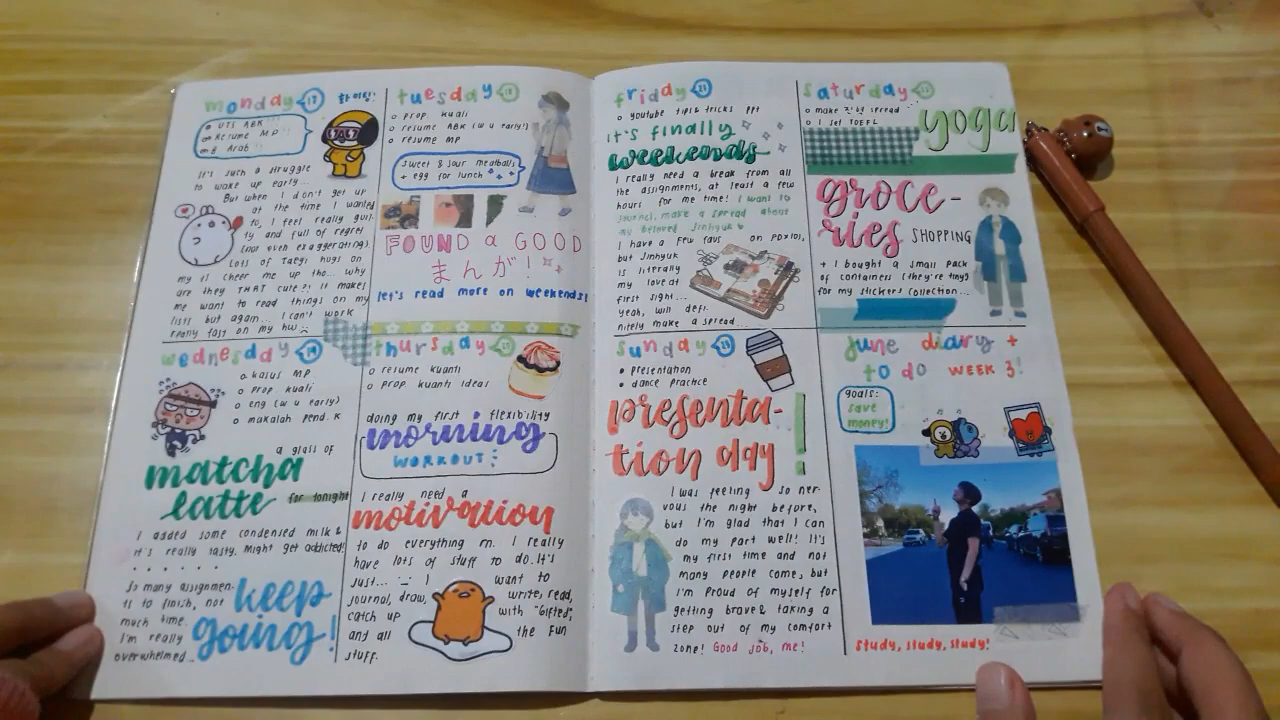 monday 17
화이팅!
UTS ABK
Resume MP
Arab
It's such a struggle
to wake up early...
But when I don't get up
at the time I wanted
to, I feel really guil-
ty and full of regret
(not even exaggerating)
Lots of Taegi hugs on
my tl cheer me up tho... why
are they THAT cute?! It makes
me want to read things on my
lists but again... I can't work
really fast on my hw
tuesday 18
prop kuali
resume ABK (w u early!)
resume MP
sweet & sour meatballs
+ egg for lunch
FOUND a GOOD
まんが!
let's read more on weekends!
wednesday 19
kasus MP
prop kuali
eng (w u early)
makalah pend. K
a glass of
matcha
latte for tonight
I added some condensed milk &
it's really tasty. Might get addicted!
. . . . . .
So many assignmen-
ts to finish, not
much time.
I'm really
overwhelmed...
keep
going!
thursday 20
resume kuanti
prop kuanti ideas
doing my first flexibility
morning
WORKOUT!
I really need a
motivation
to do everything rn. I really
have lots of stuff to do. It's
just... I want to
journal, draw, write, read,
catch up with "Gifted",
and all the fun
stuff.
friday 21
youtube tips & tricks ppt
it's finally
weekends
I really need a break from all
the assignments, at least a few
hours for me time! I want to
journal, make a spread about
my beloved Jinhyuk
I have a few favs on PDX101,
but Jinhyuk
is literally
my love at
first sight...
yeah, will defi-
nitely make a spread...
saturday 22
make 진혁 spread
1 set TOEFL
yoga
groce-
ries SHOPPING
+ I bought a small pack
of containers (they're tiny)
for my stickers collection...
sunday 23
presentation
dance practice
presenta-
tion day!
I was feeling so ner-
vous the night before,
but I'm glad that I can
do my part well! It's
my first time and not
many people come, but
I'm proud of myself for
getting brave & taking a
step out of my comfort
zone! Good job, me!
june diary +
to do WEEK 3!
goals:
save
money!
study, study, study!